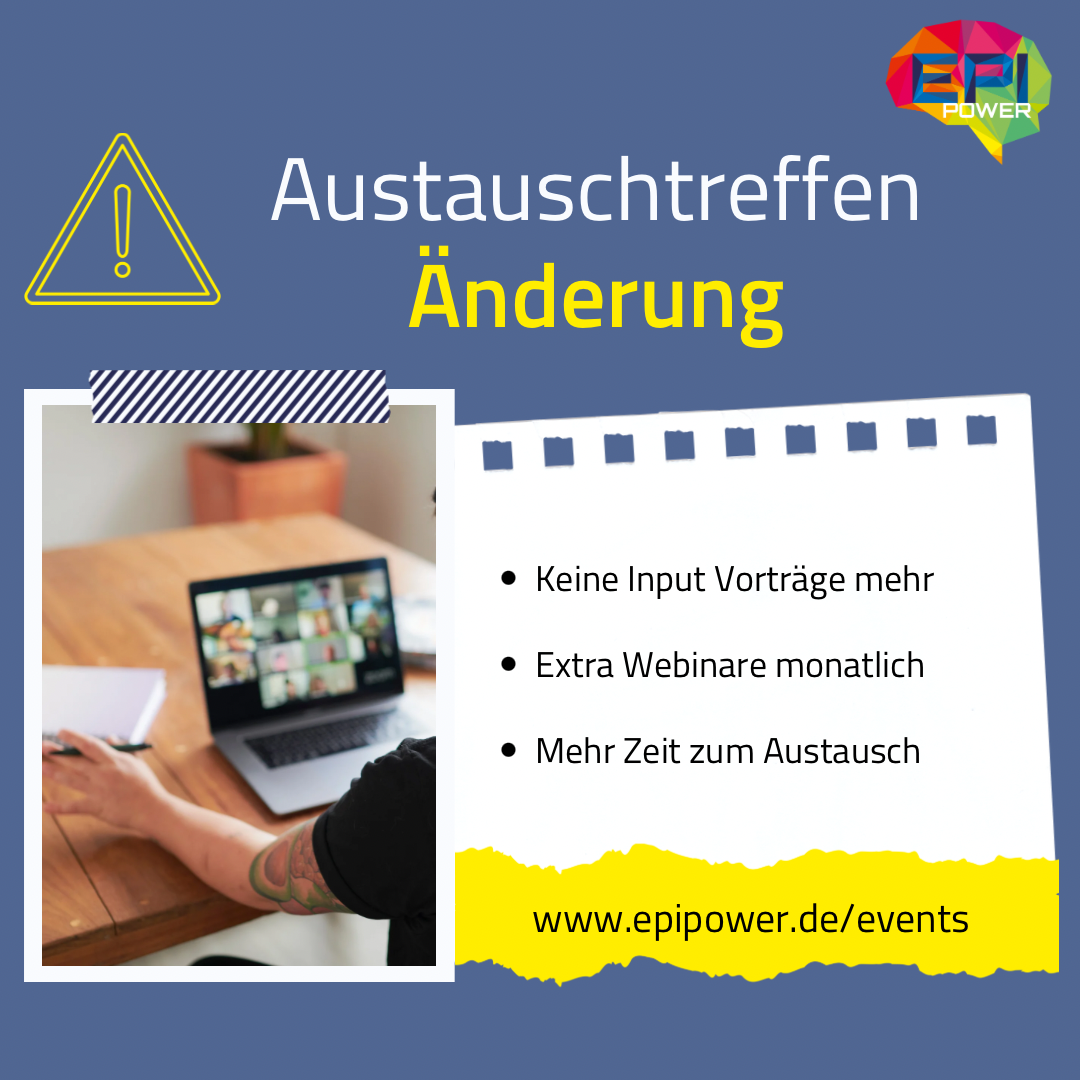 EPI
POWER
Austauschtreffen
Änderung
Keine Input Vorträge mehr
Extra Webinare monatlich
Mehr Zeit zum Austausch
www.epipower.de/events